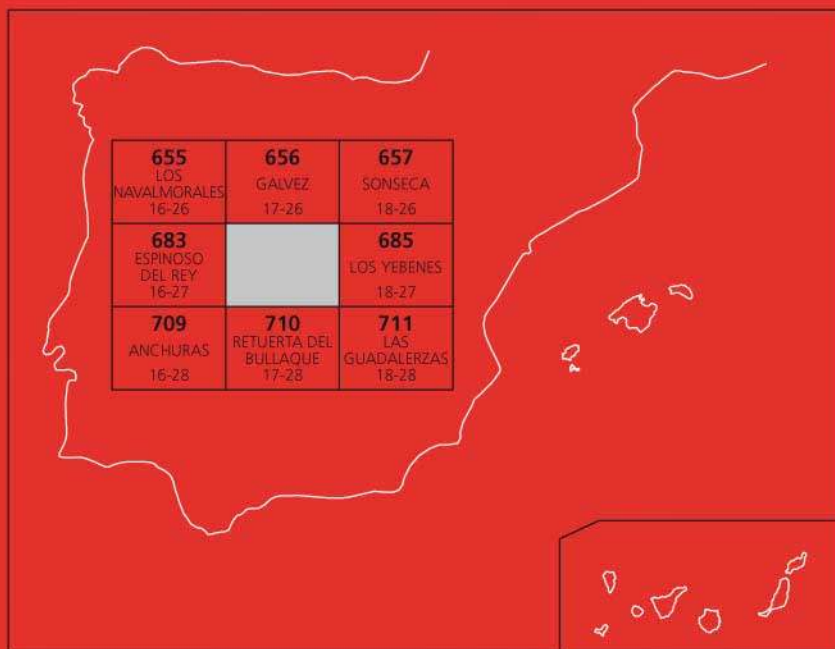 655
LOS
NAVALMORALES
16-26
656
GALVEZ
17-26
657
SONSECA
18-26
683
ESPINOSO
DEL REY
16-27
685
LOS YEBENES
18-27
709
ANCHURAS
16-28
710
RETUERTA DEL
BULLAQUE
17-28
711
LAS
GUADALERZAS
18-28